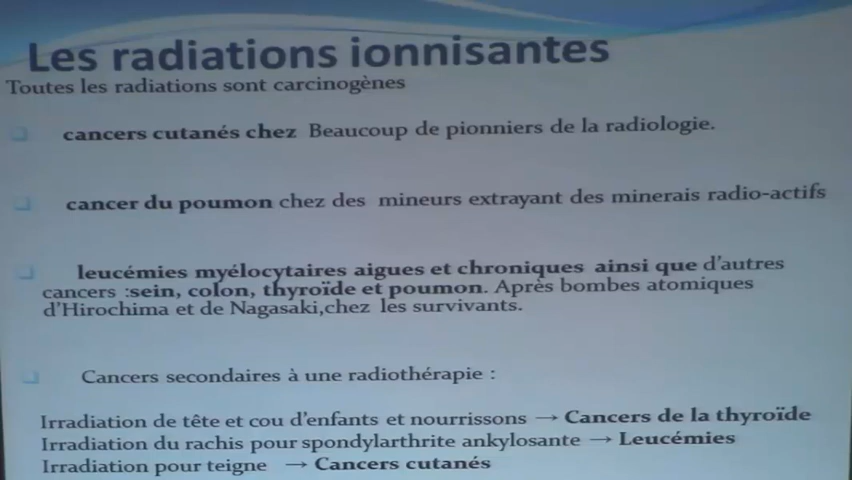 Les radiations ionnisantes
Toutes les radiations sont carcinogènes
cancers cutanés chez Beaucoup de pionniers de la radiologie.
cancer du poumon chez des mineurs extrayant des minerais radio-actifs
leucémies myélocytaires aigues et chroniques ainsi que d'autres
cancers :sein, colon, thyroïde et poumon. Après bombes atomiques
d'Hirochima et de Nagasaki,chez les survivants.
Cancers secondaires à une radiothérapie :
Irradiation de tête et cou d'enfants et nourrissons → Cancers de la thyroïde
Irradiation du rachis pour spondylarthrite ankylosante → Leucémies
Irradiation pour teigne → Cancers cutanés